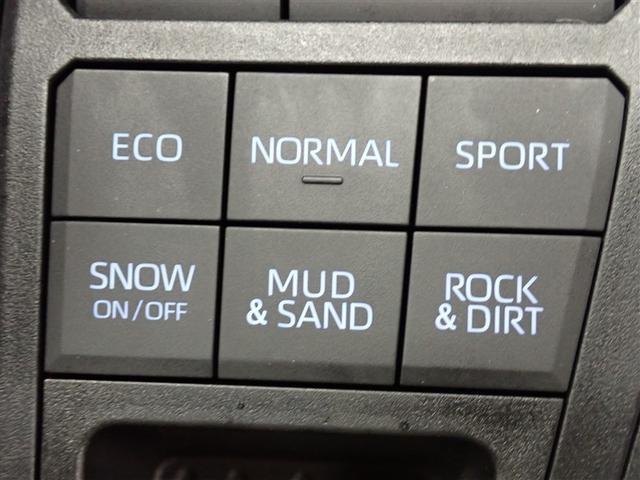 ECO
NORMAL
SPORT
SNOW
ON/OFF
MUD
& SAND
ROCK
& DIRT